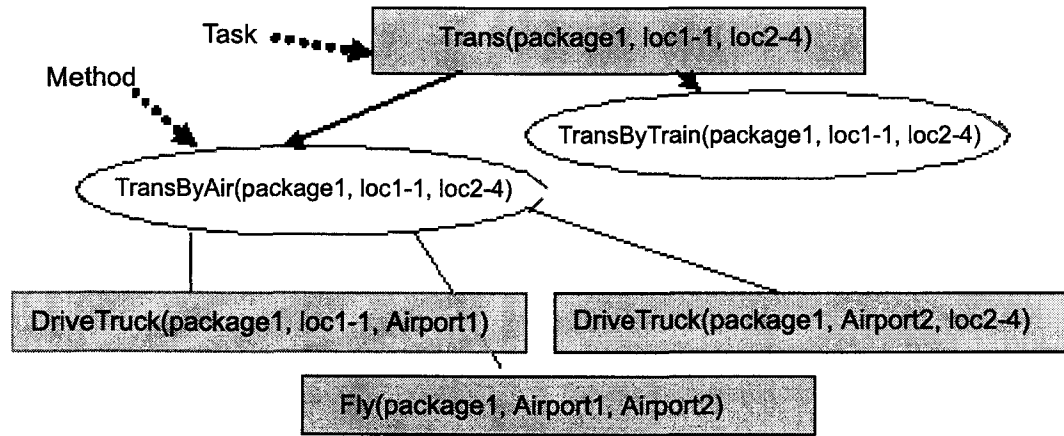 Task
Trans(package1, loc1-1, loc2-4)
Method
TransByTrain(package1, loc1-1, loc2-4)
TransByAir(package1, loc1-1, loc2-4)
DriveTruck(package1, loc1-1, Airport1)
DriveTruck(package1, Airport2, loc2-4)
Fly(package1, Airport1, Airport2)